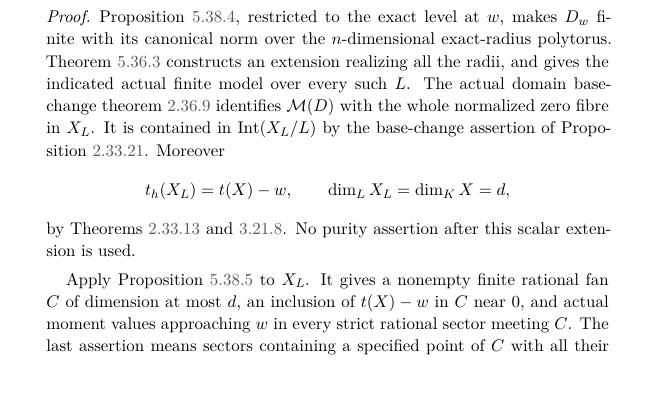 Proof. Proposition 5.38.4, restricted to the exact level at w, makes D_w fi-
nite with its canonical norm over the n-dimensional exact-radius polytorus.
Theorem 5.36.3 constructs an extension realizing all the radii, and gives the
indicated actual finite model over every such L. The actual domain base-
change theorem 2.36.9 identifies ℳ(D) with the whole normalized zero fibre
in X_L. It is contained in Int(X_L/L) by the base-change assertion of Propo-
sition 2.33.21. Moreover
t_h(X_L) = t(X) − w, dim_L X_L = dim_K X = d,
by Theorems 2.33.13 and 3.21.8. No purity assertion after this scalar exten-
sion is used.
Apply Proposition 5.38.5 to X_L. It gives a nonempty finite rational fan
C of dimension at most d, an inclusion of t(X) − w in C near 0, and actual
moment values approaching w in every strict rational sector meeting C. The
last assertion means sectors containing a specified point of C with all their